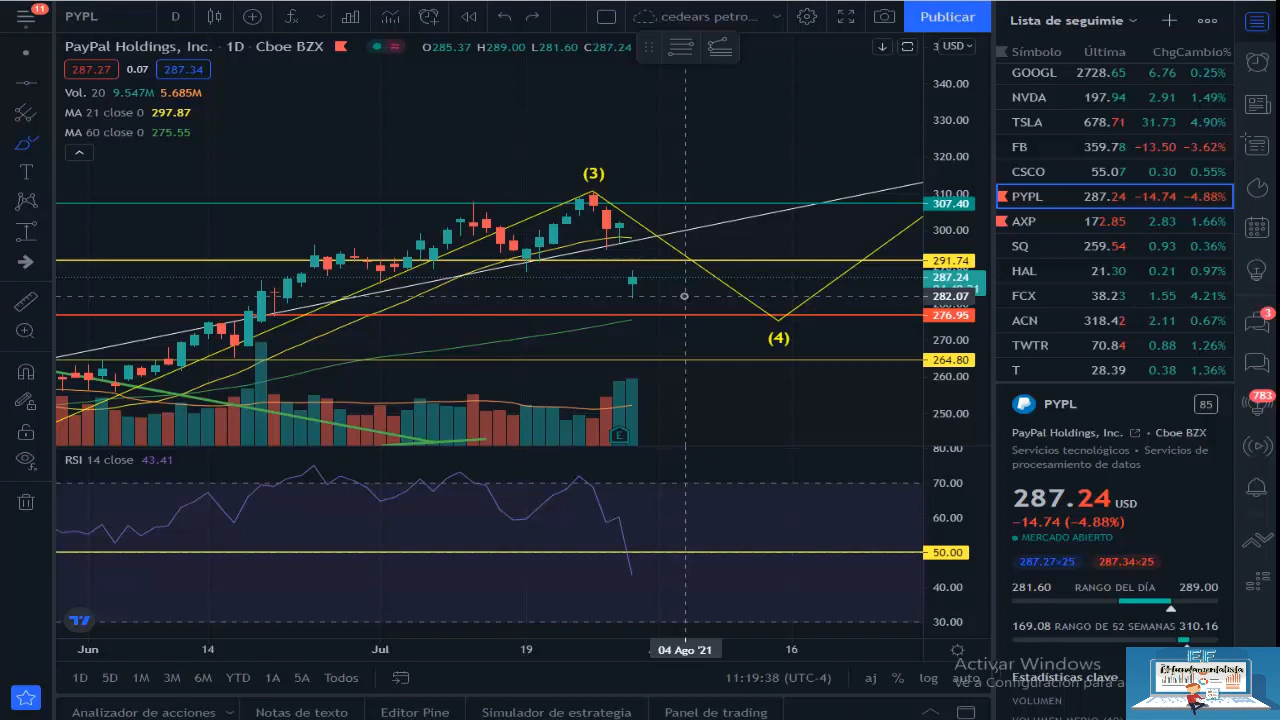 11
PYPL
D
cedears petro...
Publicar
PayPal Holdings, Inc. · 1D · Cboe BZX
O285.37 H289.00 L281.60 C287.24
USD
287.27 0.07 287.34
Vol. 20 9.547M 5.685M
MA 21 close 0 297.87
MA 60 close 0 275.55
(3)
(4)
340.00
330.00
320.00
310.00
307.40
300.00
291.74
287.24
282.07
276.95
270.00
264.80
260.00
250.00
E
RSI 14 close 43.41
80.00
70.00
60.00
50.00
40.00
30.00
Jun
14
Jul
19
04 Ago '21
16
1D 5D 1M 3M 6M YTD 1A 5A Todos
11:19:38 (UTC-4)
aj % log auto
Analizador de acciones
Notas de texto
Editor Pine
Simulador de estrategia
Panel de trading
Lista de seguimie
Símbolo Última Chg Cambio%
GOOGL 2728.65 6.76 0.25%
NVDA 197.94 2.91 1.49%
TSLA 678.71 31.73 4.90%
FB 359.78 −13.50 −3.62%
CSCO 55.07 0.30 0.55%
PYPL 287.24 −14.74 −4.88%
AXP 172.85 2.83 1.66%
SQ 259.54 0.93 0.36%
HAL 21.30 0.21 0.97%
FCX 38.23 1.55 4.21%
ACN 318.42 2.11 0.67%
TWTR 70.84 0.88 1.26%
T 28.39 0.38 1.36%
PYPL
85
PayPal Holdings, Inc. • Cboe BZX
Servicios tecnológicos • Servicios de
procesamiento de datos
287.24 USD
−14.74 (−4.88%)
MERCADO ABIERTO
287.27×25 287.34×25
281.60 RANGO DEL DÍA 289.00
169.08 RANGO DE 52 SEMANAS 310.16
Activar Windows
Ve a Configuración para a
Estadísticas clave
VOLUMEN
EF
3
783